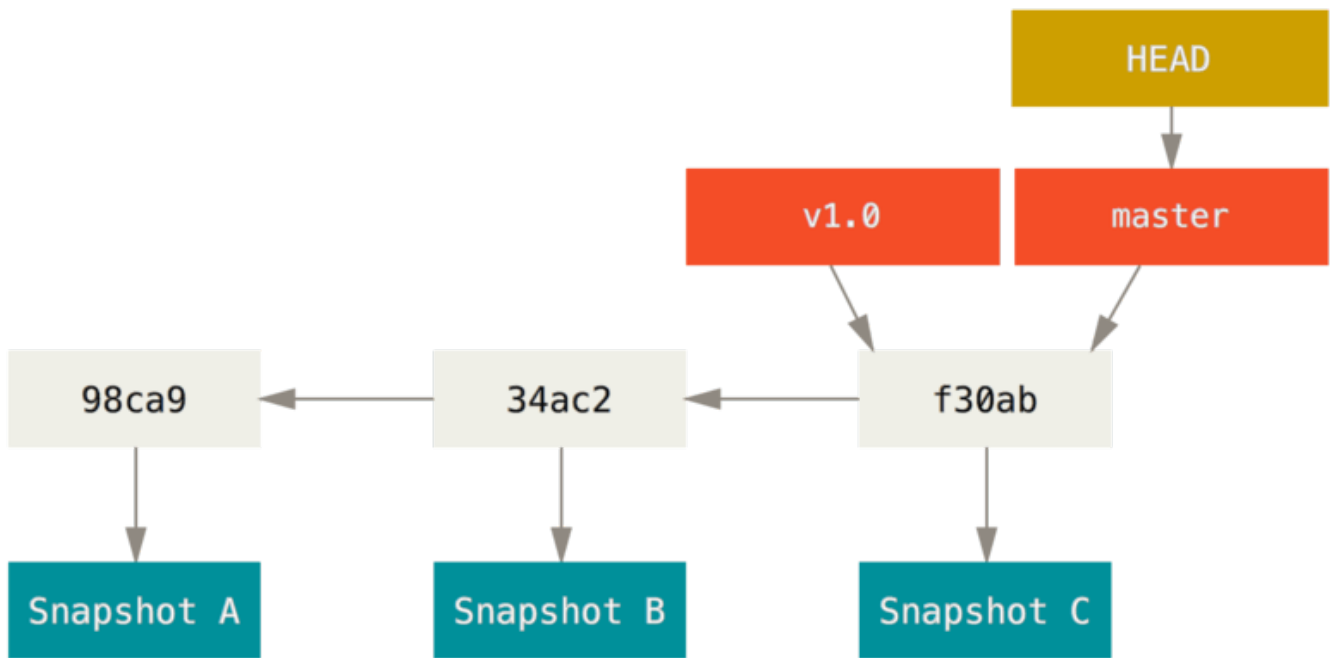 HEAD
v1.0
master
98ca9
34ac2
f30ab
Snapshot A
Snapshot B
Snapshot C